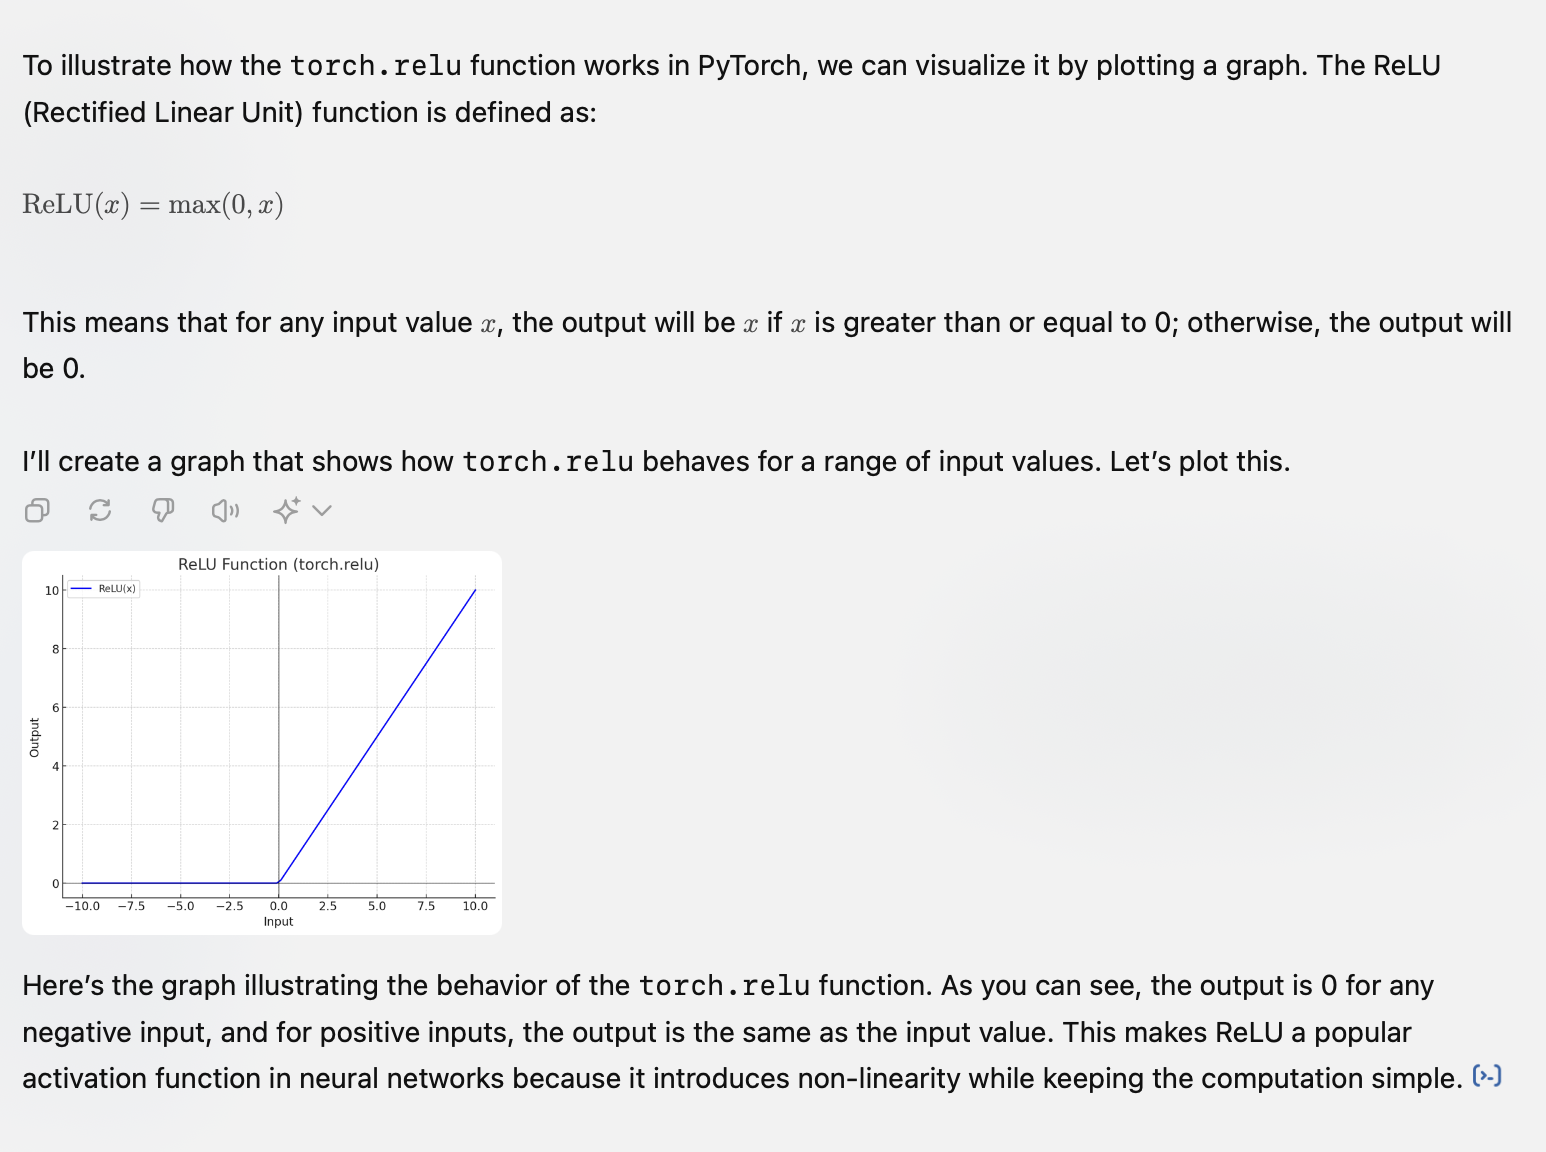 To illustrate how the torch.relu function works in PyTorch, we can visualize it by plotting a graph. The ReLU
(Rectified Linear Unit) function is defined as:
ReLU(x) = max(0, x)
This means that for any input value x, the output will be x if x is greater than or equal to 0; otherwise, the output will
be 0.
I’ll create a graph that shows how torch.relu behaves for a range of input values. Let’s plot this.
ReLU Function (torch.relu)
ReLU(x)
10
8
6
4
2
0
Output
−10.0 −7.5 −5.0 −2.5 0.0 2.5 5.0 7.5 10.0
Input
Here’s the graph illustrating the behavior of the torch.relu function. As you can see, the output is 0 for any
negative input, and for positive inputs, the output is the same as the input value. This makes ReLU a popular
activation function in neural networks because it introduces non-linearity while keeping the computation simple. [>-]